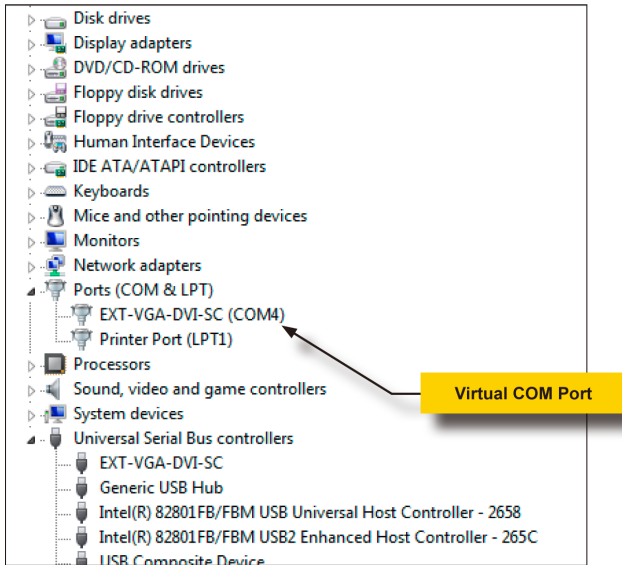 Disk drives
Display adapters
DVD/CD-ROM drives
Floppy disk drives
Floppy drive controllers
Human Interface Devices
IDE ATA/ATAPI controllers
Keyboards
Mice and other pointing devices
Monitors
Network adapters
Ports (COM & LPT)
EXT-VGA-DVI-SC (COM4)
Printer Port (LPT1)
Processors
Sound, video and game controllers
Virtual COM Port
System devices
Universal Serial Bus controllers
EXT-VGA-DVI-SC
Generic USB Hub
Intel(R) 82801FB/FBM USB Universal Host Controller - 2658
Intel(R) 82801FB/FBM USB2 Enhanced Host Controller - 265C
USB Composite Device